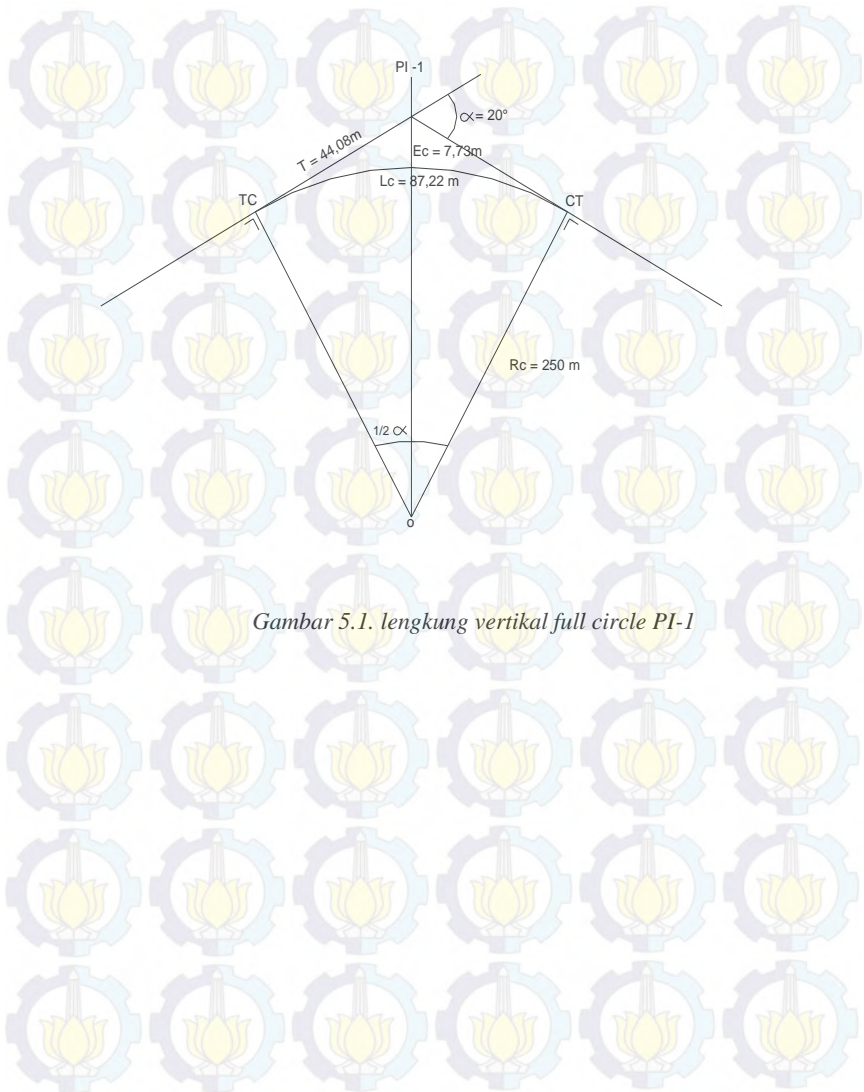 PI -1
∝= 20°
T = 44,08m
Ec = 7,73m
Lc = 87,22 m
TC
CT
Rc = 250 m
1/2 ∝
o
Gambar 5.1. lengkung vertikal full circle PI-1